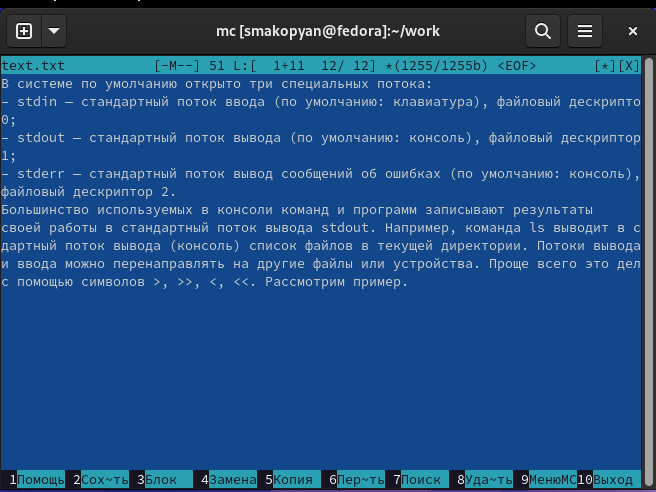 mc [smakopyan@fedora]:~/work
text.txt [-M--] 51 L:[ 1+11 12/ 12] *(1255/1255b) <EOF> [*][X]
В системе по умолчанию открыто три специальных потока:
– stdin — стандартный поток ввода (по умолчанию: клавиатура), файловый дескрипто
0;
– stdout — стандартный поток вывода (по умолчанию: консоль), файловый дескриптор
1;
– stderr — стандартный поток вывод сообщений об ошибках (по умолчанию: консоль),
файловый дескриптор 2.
Большинство используемых в консоли команд и программ записывают результаты
своей работы в стандартный поток вывода stdout. Например, команда ls выводит в с
дартный поток вывода (консоль) список файлов в текущей директории. Потоки вывода
и ввода можно перенаправлять на другие файлы или устройства. Проще всего это дел
с помощью символов >, >>, <, <<. Рассмотрим пример.
1Помощь 2Сох~ть 3Блок 4Замена 5Копия 6Пер~ть 7Поиск 8Уда~ть 9МенюMC 10Выход